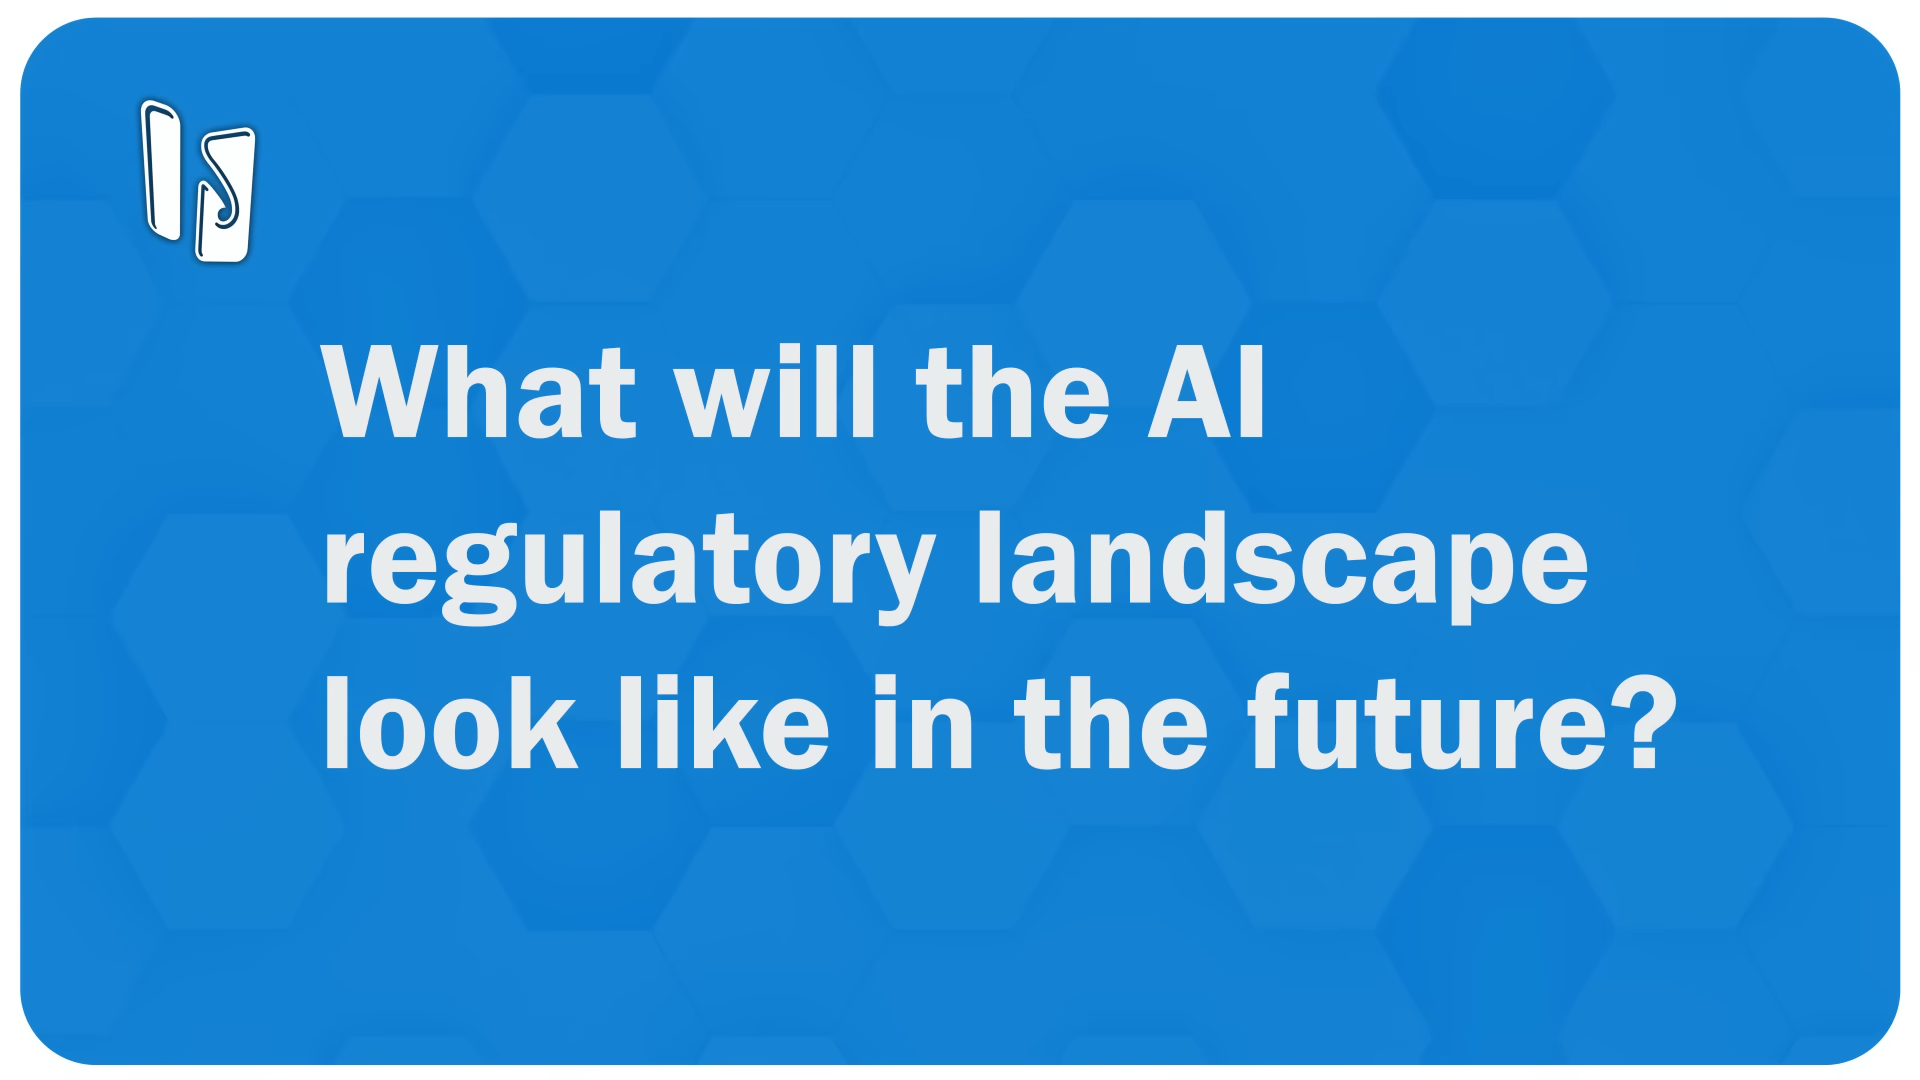 What will the AI
regulatory landscape
look like in the future?